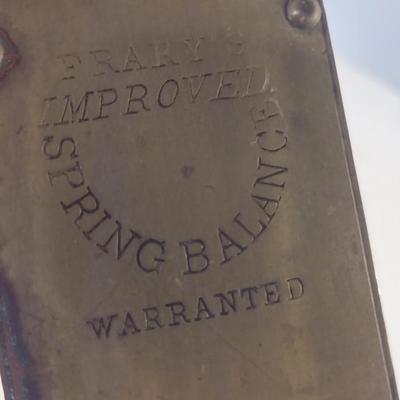 FRARY'S
IMPROVED
SPRING BALANCE
WARRANTED